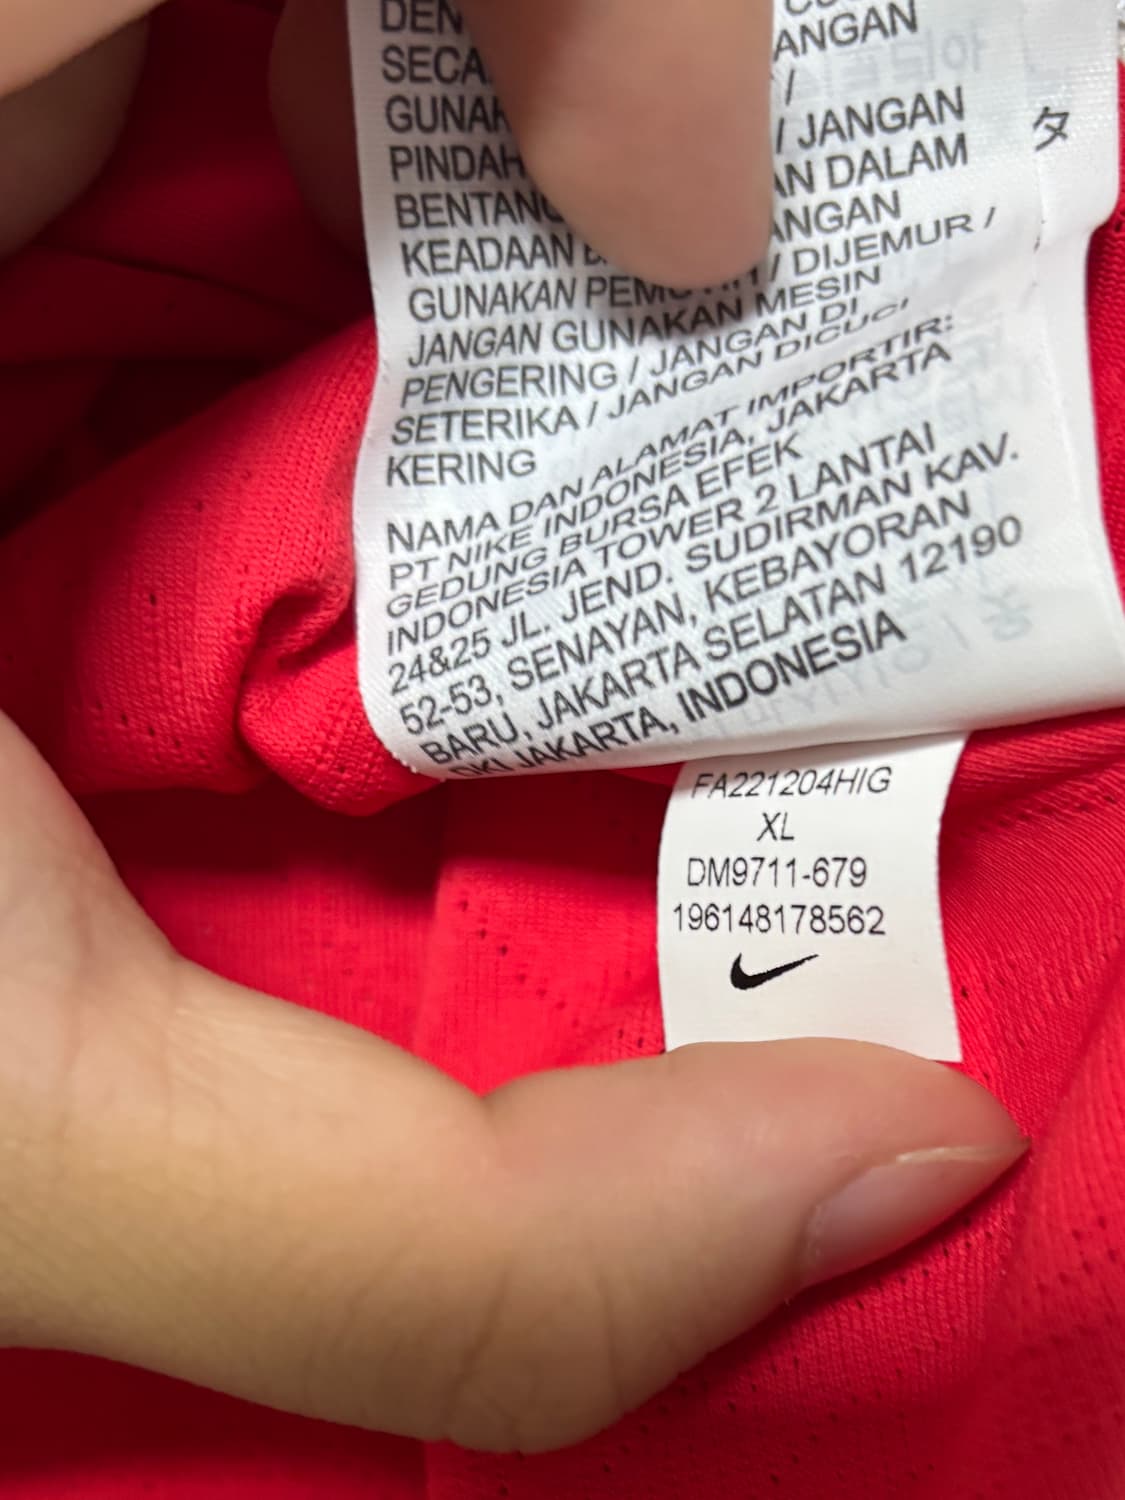 DEN
SECA
ANGAN
/
GUNAK / JANGAN
PINDAH AN DALAM
BENTANG ANGAN
KEADAAN / DIJEMUR /
GUNAKAN
JANGAN GUNAKAN MESIN
PENGERING / JANGAN DI
SETERIKA / JANGAN DICUCI
KERING
NAMA DAN ALAMAT IMPORTIR:
PT NIKE INDONESIA, JAKARTA
GEDUNG BURSA EFEK
INDONESIA TOWER 2 LANTAI
24&25 JL. JEND. SUDIRMAN KAV.
52-53, SENAYAN, KEBAYORAN
BARU, JAKARTA SELATAN 12190
DKI JAKARTA, INDONESIA
タ
FA221204HIG
XL
DM9711-679
196148178562